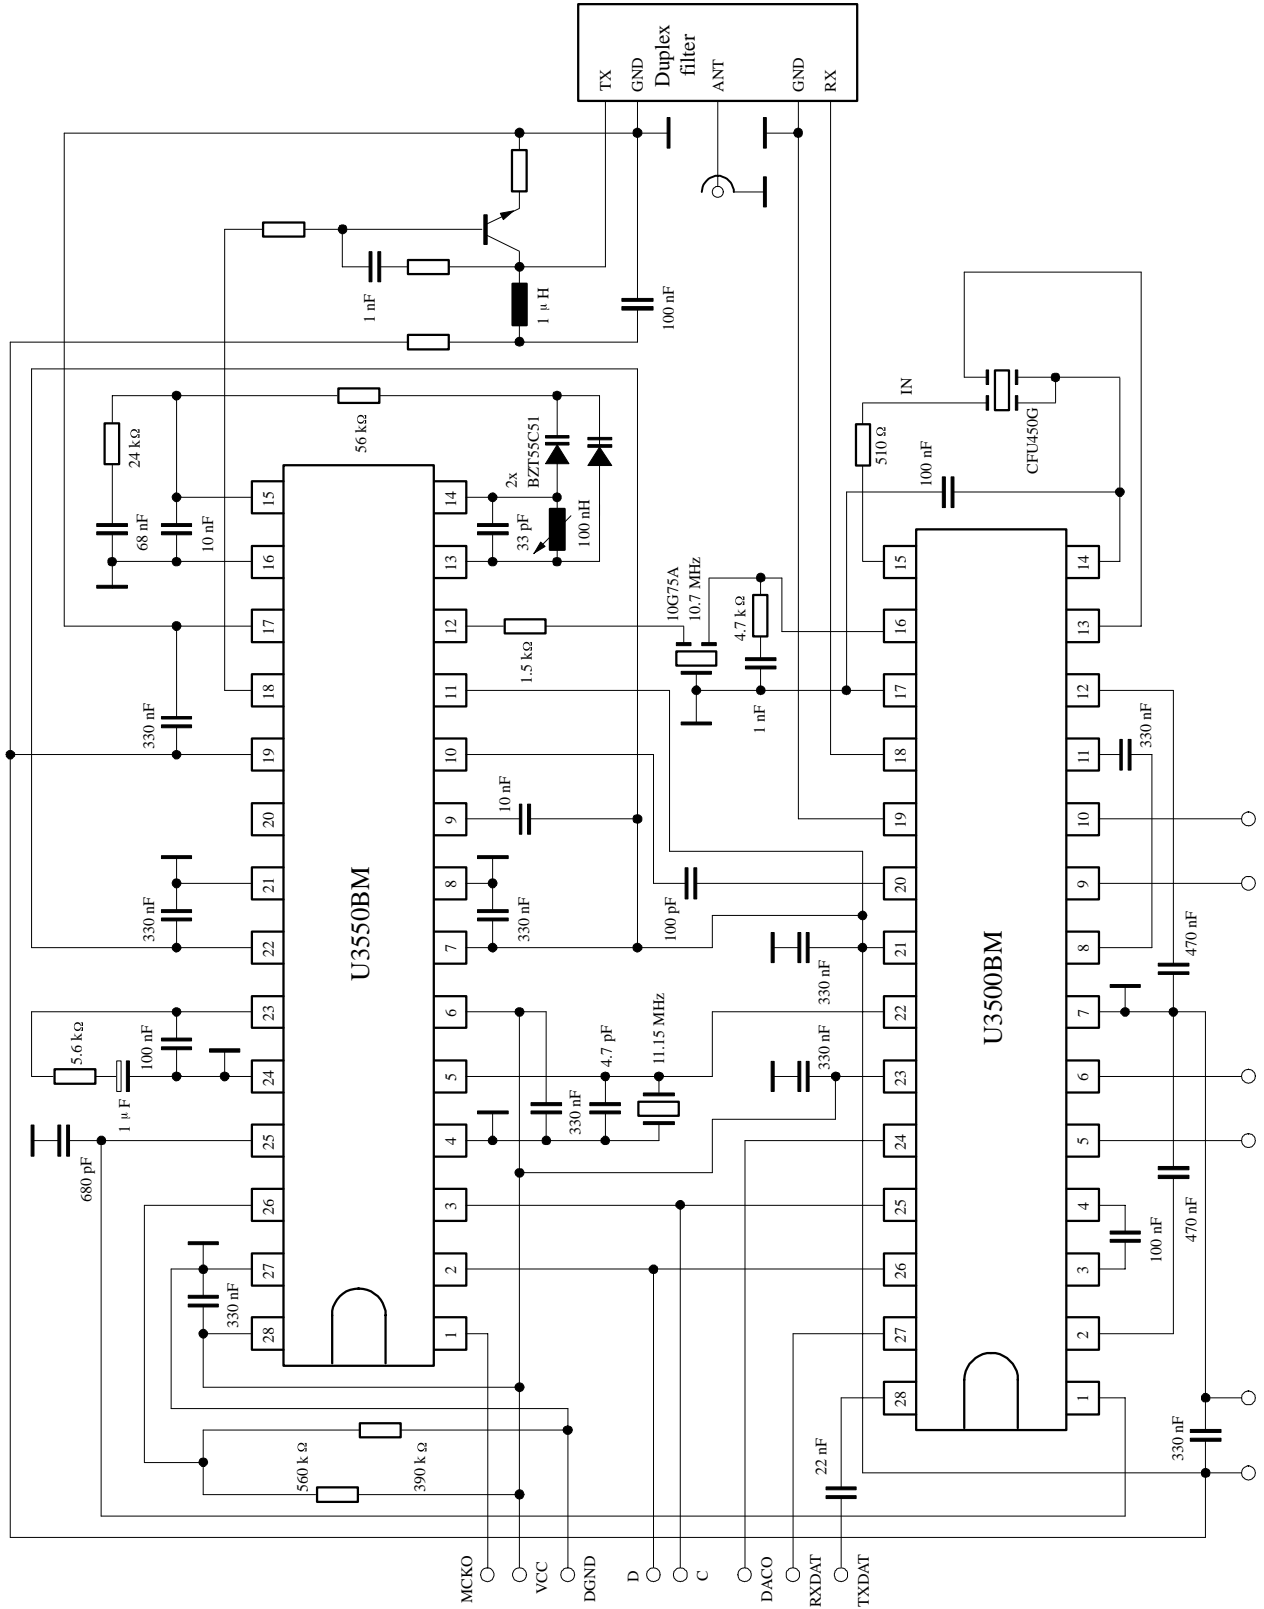 Duplex
filter
TX
GND
ANT
GND
RX
1 nF
1 μ H
100 nF
24 kΩ
56 kΩ
68 nF
10 nF
2x
BZT55C51
33 pF
100 nH
IN
510 Ω
CFU450G
100 nF
15
16
17
18
19
20
21
22
23
24
25
26
27
28
14
13
12
11
10
9
8
7
6
5
4
3
2
1
U3550BM
330 nF
1.5 kΩ
10G75A
10.7 MHz
4.7 k Ω
1 nF
10 nF
330 nF
330 nF
100 pF
5.6 kΩ
100 nF
1 μ F
680 pF
4.7 pF
11.15 MHz
330 nF
330 nF
330 nF
330 nF
560 k Ω
390 k Ω
15
16
17
18
19
20
21
22
23
24
25
26
27
28
14
13
12
11
10
9
8
7
6
5
4
3
2
1
U3500BM
330 nF
470 nF
470 nF
100 nF
330 nF
22 nF
MCKO
VCC
DGND
D
C
DACO
RXDAT
TXDAT